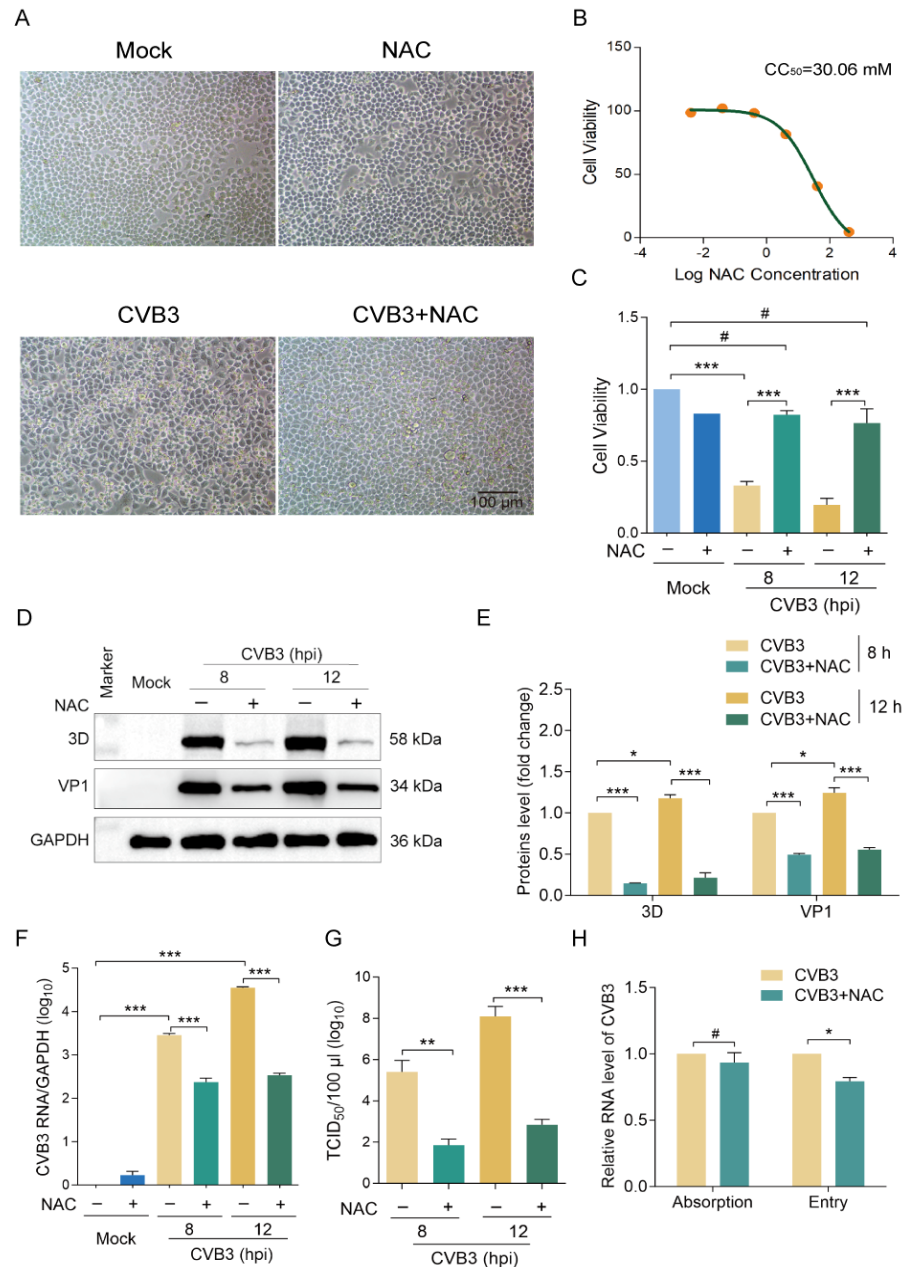 A
Mock
NAC
CVB3
CVB3+NAC
100 μm
B
150
100
50
0
-4
-2
0
2
4
Cell Viability
Log NAC Concentration
CC50=30.06 mM
C
1.5
1.0
0.5
0.0
Cell Viability
#
#
***
***
***
NAC
– + – + – +
Mock
8
12
CVB3 (hpi)
D
Marker
Mock
CVB3 (hpi)
8
12
NAC
– + – +
3D
58 kDa
VP1
34 kDa
GAPDH
36 kDa
E
CVB3
CVB3+NAC
8 h
CVB3
CVB3+NAC
12 h
Proteins level (fold change)
2.5
2.0
1.5
1.0
0.5
0.0
*
***
***
*
***
***
3D
VP1
F
CVB3 RNA/GAPDH (log10)
5
4
3
2
1
0
***
***
***
***
NAC
– + – + – +
Mock
8
12
CVB3 (hpi)
G
TCID50/100 μl (log10)
10
8
6
4
2
0
**
***
NAC
– + – +
8
12
CVB3 (hpi)
H
CVB3
CVB3+NAC
Relative RNA level of CVB3
1.5
1.0
0.5
0.0
#
*
Absorption
Entry